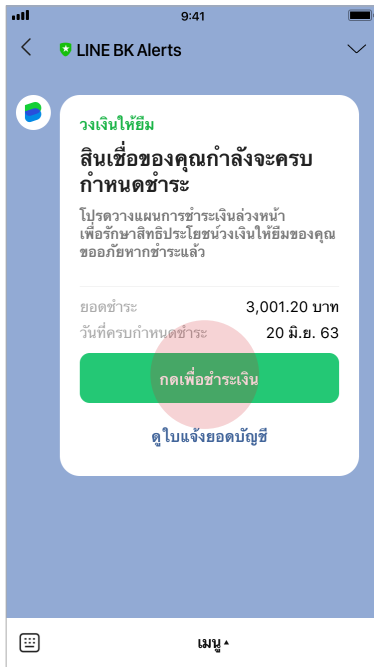 9:41
LINE BK Alerts
วงเงินให้ยืม
สินเชื่อของคุณกำลังจะครบ
กำหนดชำระ
โปรดวางแผนการชำระเงินล่วงหน้า
เพื่อรักษาสิทธิประโยชน์วงเงินให้ยืมของคุณ
ขออภัยหากชำระแล้ว
ยอดชำระ 3,001.20 บาท
วันที่ครบกำหนดชำระ 20 มิ.ย. 63
กดเพื่อชำระเงิน
ดูใบแจ้งยอดบัญชี
เมนู